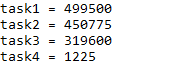 task1 = 499500
task2 = 450775
task3 = 319600
task4 = 1225